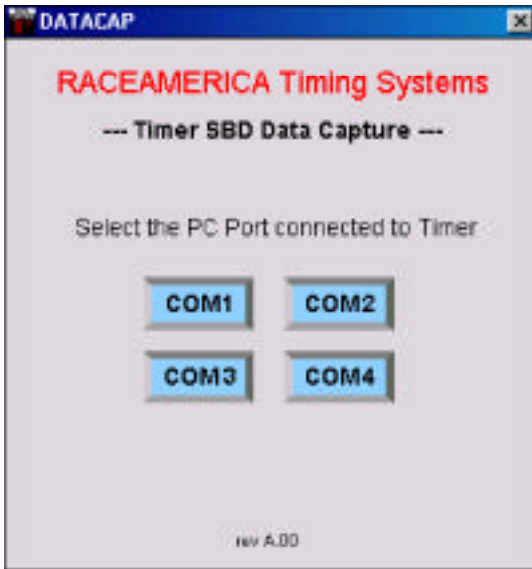 DATACAP
RACEAMERICA Timing Systems
--- Timer SBD Data Capture ---
Select the PC Port connected to Timer
COM1 COM2
COM3 COM4
rev A.00